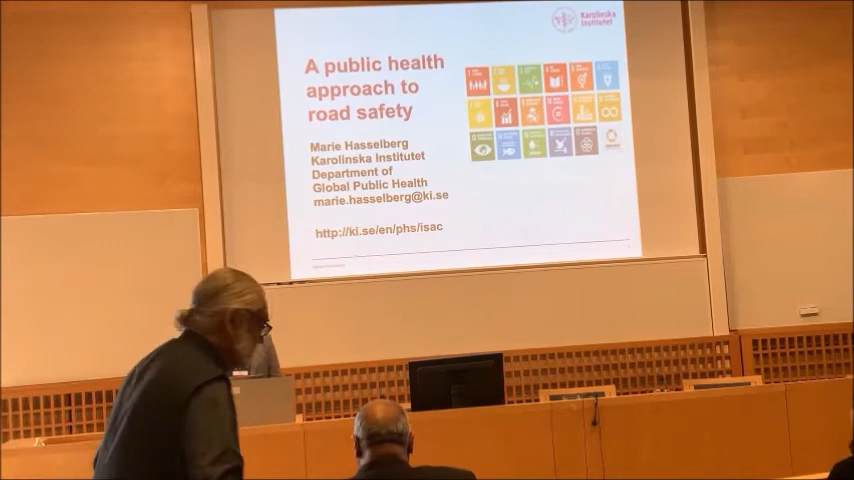 Karolinska
Institutet
A public health
approach to
road safety
Marie Hasselberg
Karolinska Institutet
Department of
Global Public Health
marie.hasselberg@ki.se
http://ki.se/en/phs/isac